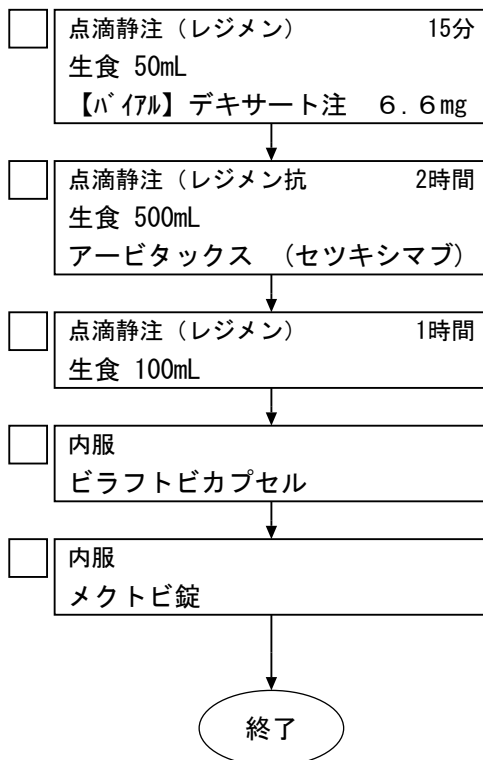 点滴静注（レジメン） 15分
生食 50mL
【ﾊﾞｲｱﾙ】デキサート注 ６.６mg
点滴静注（レジメン抗 2時間
生食 500mL
アービタックス （セツキシマブ）
点滴静注（レジメン） 1時間
生食 100mL
内服
ビラフトビカプセル
内服
メクトビ錠
終了